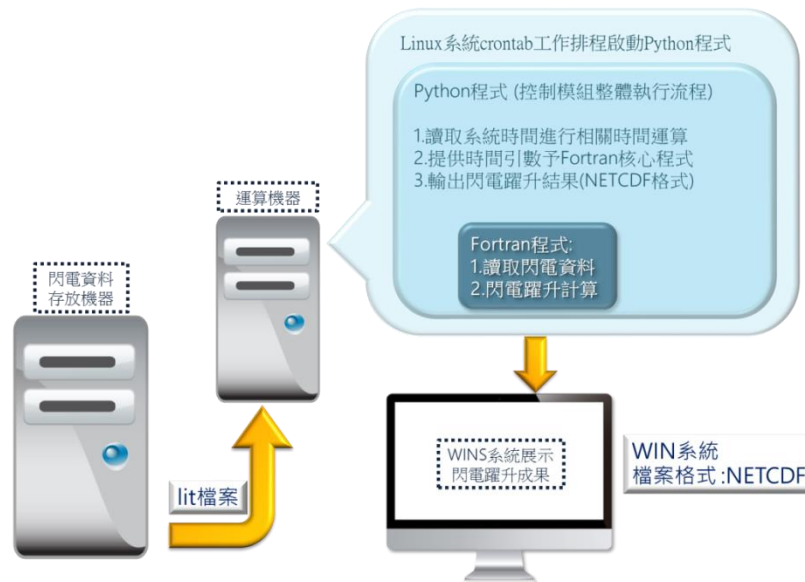 Linux系統crontab工作排程啟動Python程式
Python程式 (控制模組整體執行流程)
1.讀取系統時間進行相關時間運算
2.提供時間引數予Fortran核心程式
3.輸出閃電躍升結果(NETCDF格式)
Fortran程式:
1.讀取閃電資料
2.閃電躍升計算
運算機器
閃電資料
存放機器
lit檔案
WINS系統展示
閃電躍升成果
WIN系統
檔案格式:NETCDF